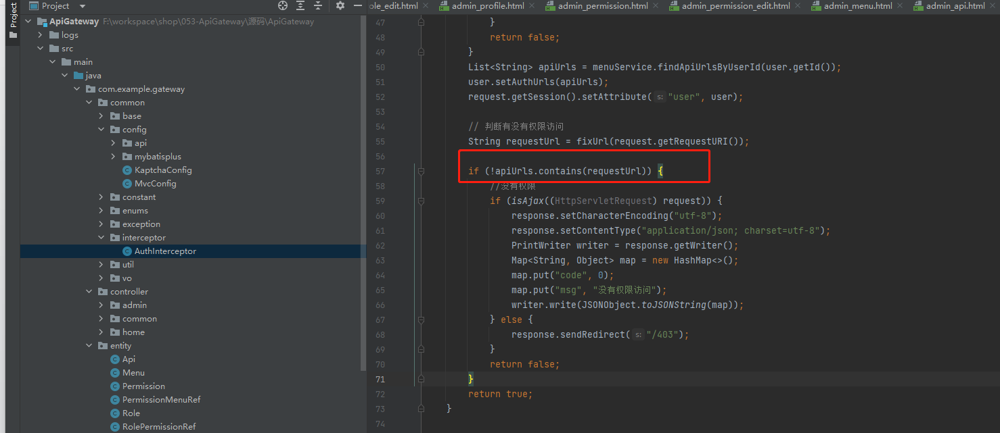 Project
Project
ApiGateway F:\workspace\shop\053-ApiGateway\源码\ApiGateway
logs
src
main
java
com.example.gateway
common
base
config
api
mybatisplus
KaptchaConfig
MvcConfig
constant
enums
exception
interceptor
AuthInterceptor
util
vo
controller
admin
common
home
entity
Api
Menu
Permission
PermissionMenuRef
Role
RolePermissionRef
ole_edit.html admin_profile.html admin_permission.html admin_permission_edit.html admin_menu.html admin_api.html
47 }
48 return false;
49 }
50 List<String> apiUrls = menuService.findApiUrlsByUserId(user.getId());
51 user.setAuthUrls(apiUrls);
52 request.getSession().setAttribute( s: "user", user);
53
54 // 判断有没有权限访问
55 String requestUrl = fixUrl(request.getRequestURI());
56
57 if (!apiUrls.contains(requestUrl)) {
58 //没有权限
59 if (isAjax((HttpServletRequest) request)) {
60 response.setCharacterEncoding("utf-8");
61 response.setContentType("application/json; charset=utf-8");
62 PrintWriter writer = response.getWriter();
63 Map<String, Object> map = new HashMap<>();
64 map.put("code", 0);
65 map.put("msg", "没有权限访问");
66 writer.write(JSONObject.toJSONString(map));
67 } else {
68 response.sendRedirect( s: "/403");
69 }
70 return false;
71 }
72 return true;
73 }
74